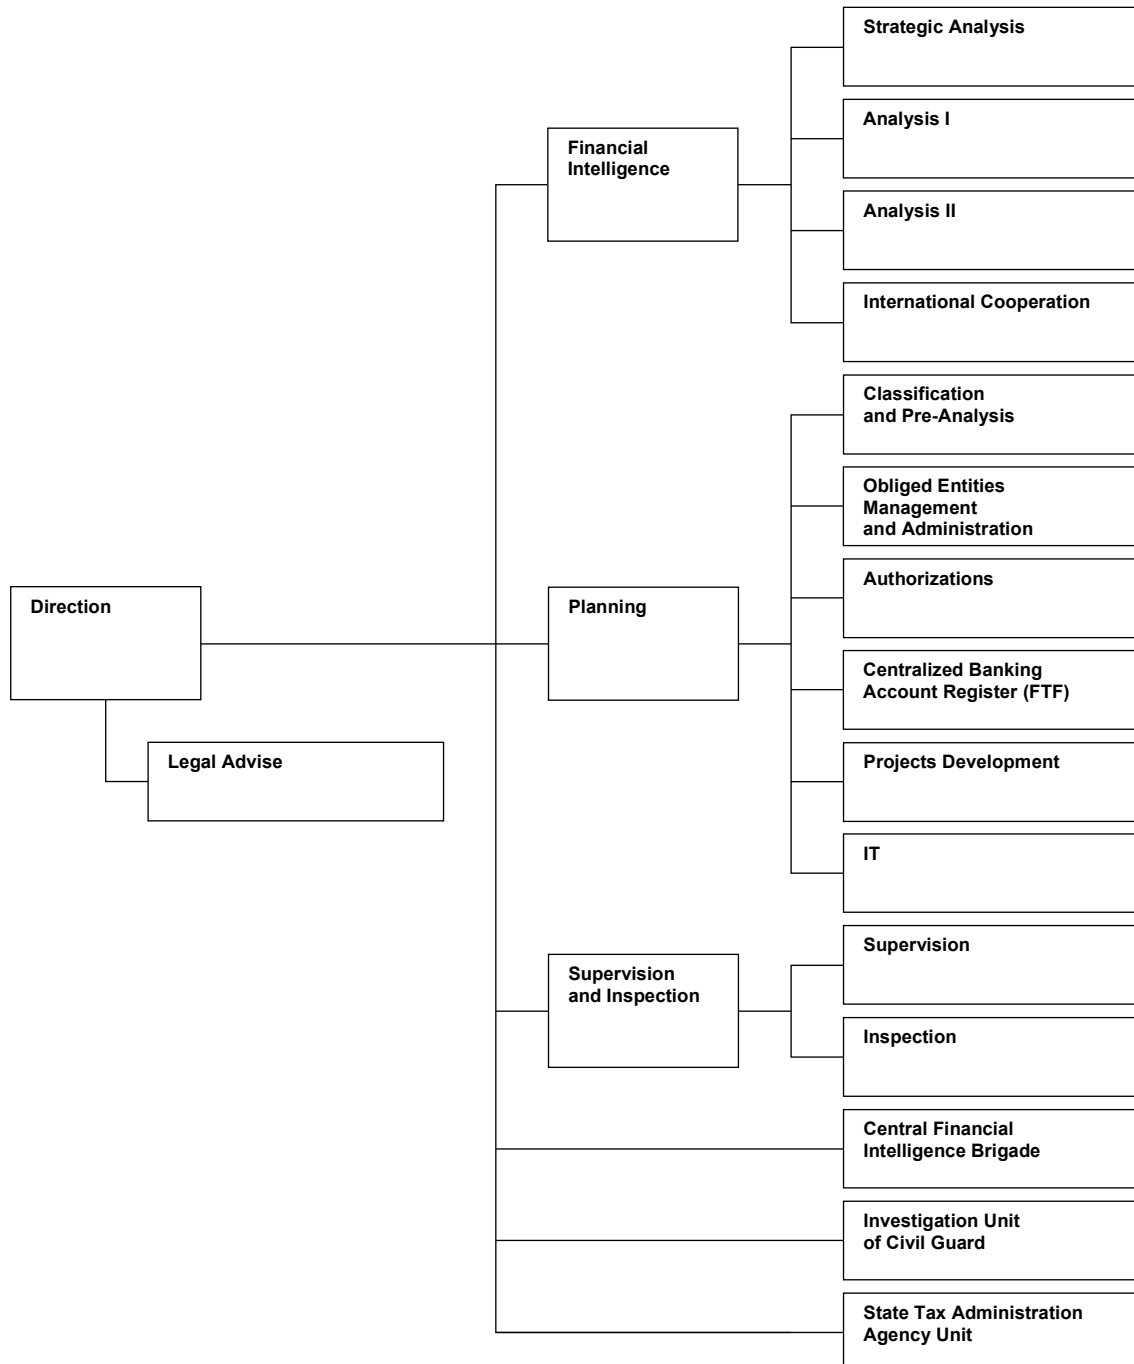 Strategic Analysis
Analysis I
Financial
Intelligence
Analysis II
International Cooperation
Classification
and Pre-Analysis
Obliged Entities
Management
and Administration
Direction
Planning
Authorizations
Centralized Banking
Account Register (FTF)
Legal Advise
Projects Development
IT
Supervision
and Inspection
Supervision
Inspection
Central Financial
Intelligence Brigade
Investigation Unit
of Civil Guard
State Tax Administration
Agency Unit